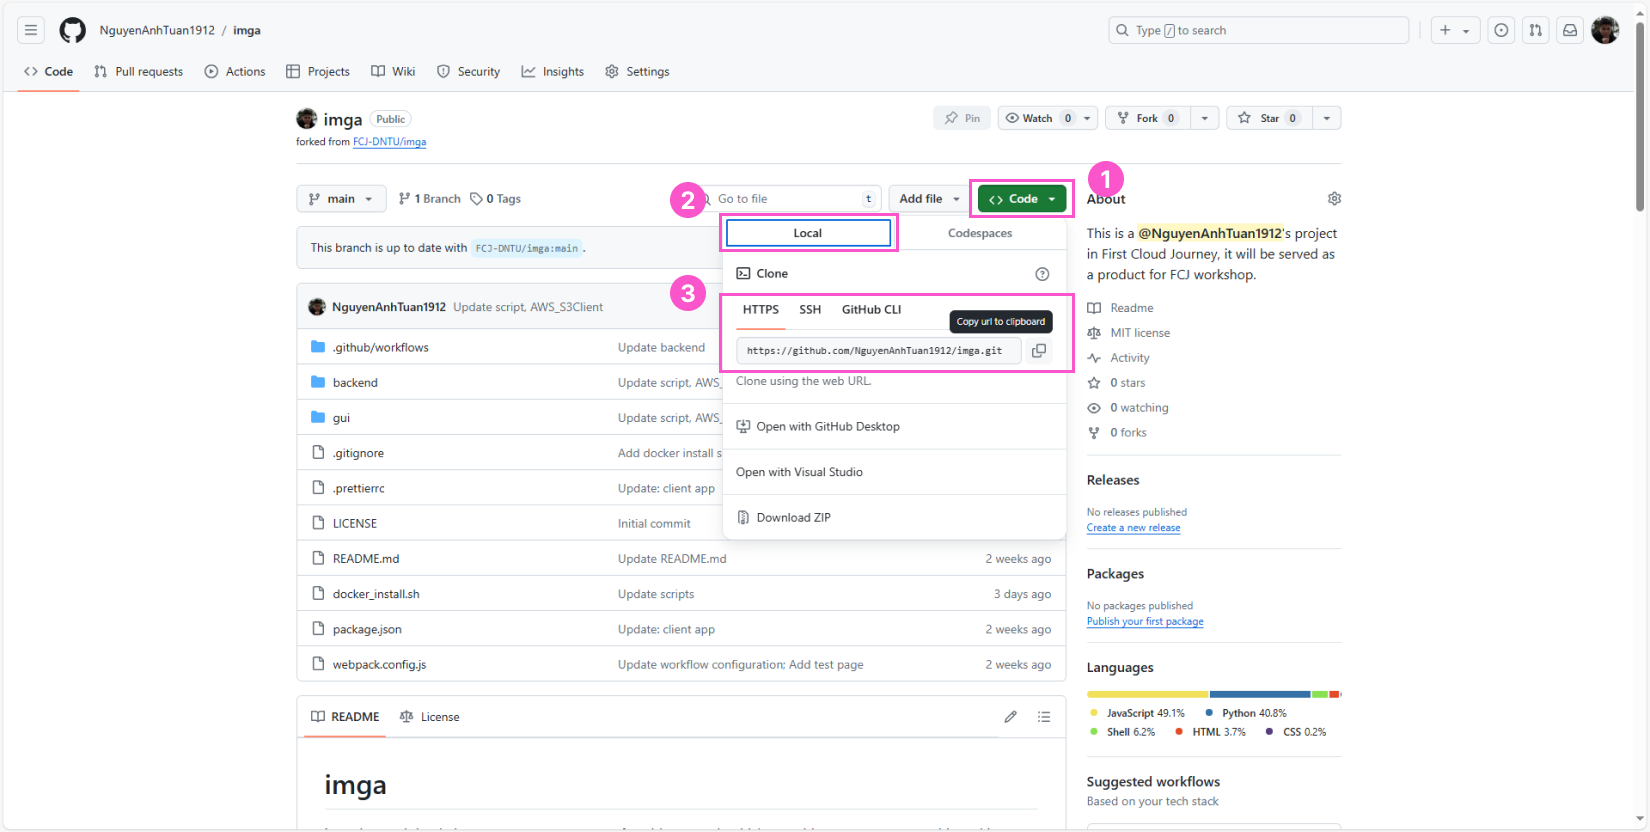 NguyenAnhTuan1912 / imga
Type / to search
Code
Pull requests
Actions
Projects
Wiki
Security
Insights
Settings
imga Public
Pin
Watch 0
Fork 0
Star 0
forked from FCJ-DNTU/imga
1
2
3
main
1 Branch
0 Tags
Go to file
t
Add file
Code
This branch is up to date with FCJ-DNTU/imga:main .
Local
Codespaces
Clone
HTTPS
SSH
GitHub CLI
Copy url to clipboard
https://github.com/NguyenAnhTuan1912/imga.git
Clone using the web URL.
Open with GitHub Desktop
Open with Visual Studio
Download ZIP
NguyenAnhTuan1912 Update script, AWS_S3Client
.github/workflows Update backend
backend Update script, AWS_
gui Update script, AWS_
.gitignore Add docker install s
.prettierrc Update: client app
LICENSE Initial commit
README.md Update README.md 2 weeks ago
docker_install.sh Update scripts 3 days ago
package.json Update: client app 2 weeks ago
webpack.config.js Update workflow configuration; Add test page 2 weeks ago
README
License
imga
About
This is a @NguyenAnhTuan1912's project
in First Cloud Journey, it will be served as
a product for FCJ workshop.
Readme
MIT license
Activity
0 stars
0 watching
0 forks
Releases
No releases published
Create a new release
Packages
No packages published
Publish your first package
Languages
JavaScript 49.1% Python 40.8%
Shell 6.2% HTML 3.7% CSS 0.2%
Suggested workflows
Based on your tech stack